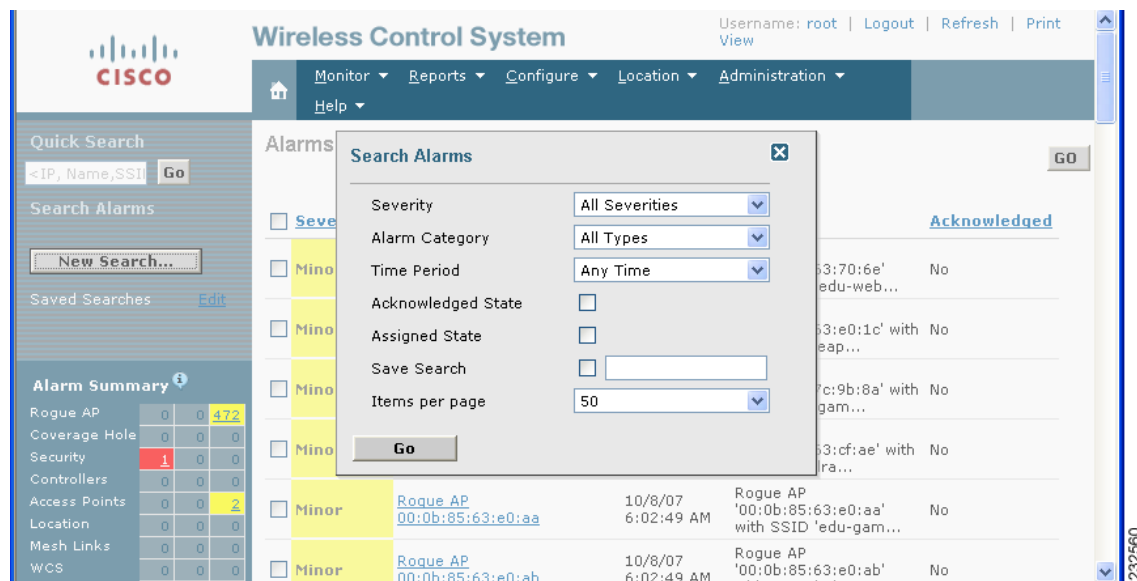 Username: root | Logout | Refresh | Print View
Wireless Control System
CISCO
Monitor Reports Configure Location Administration
Help
Quick Search
<IP, Name,SSI
Go
Search Alarms
New Search...
Saved Searches Edit
Alarms
GO
Search Alarms
Severity All Severities
Alarm Category All Types
Time Period Any Time
Acknowledged State
Assigned State
Save Search
Items per page 50
Go
Seve Acknowledged
Mino 63:70:6e' No
edu-web...
Mino 63:e0:1c' with No
eap...
Mino 7c:9b:8a' with No
gam...
Mino 63:cf:ae' with No
ra...
Minor Rogue AP 00:0b:85:63:e0:aa 10/8/07 6:02:49 AM Rogue AP '00:0b:85:63:e0:aa' with SSID 'edu-gam... No
Minor Rogue AP 00:0b:85:63:e0:ab 10/8/07 6:02:49 AM Rogue AP '00:0b:85:63:e0:ab' No
Alarm Summary
Rogue AP 0 0 472
Coverage Hole 0 0 0
Security 1 0 0
Controllers 0 0 0
Access Points 0 0 2
Location 0 0 0
Mesh Links 0 0 0
WCS 0 0 0
232560